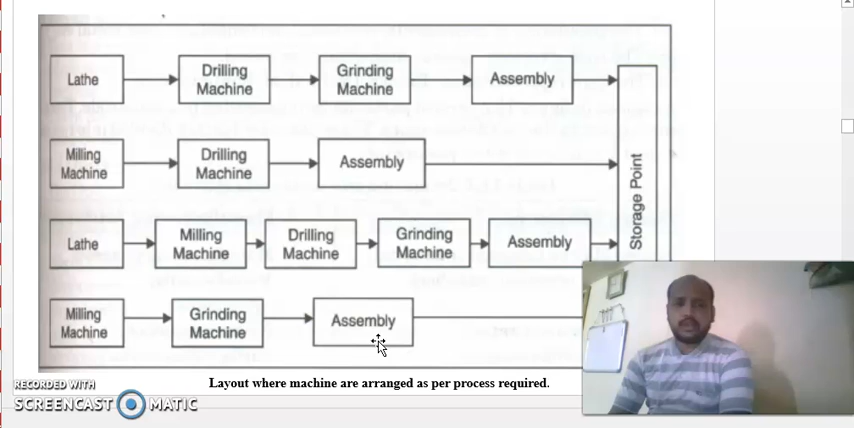 Lathe
Drilling
Machine
Grinding
Machine
Assembly
Milling
Machine
Drilling
Machine
Assembly
Lathe
Milling
Machine
Drilling
Machine
Grinding
Machine
Assembly
Milling
Machine
Grinding
Machine
Assembly
Storage Point
Layout where machine are arranged as per process required.
RECORDED WITH
SCREENCAST MATIC